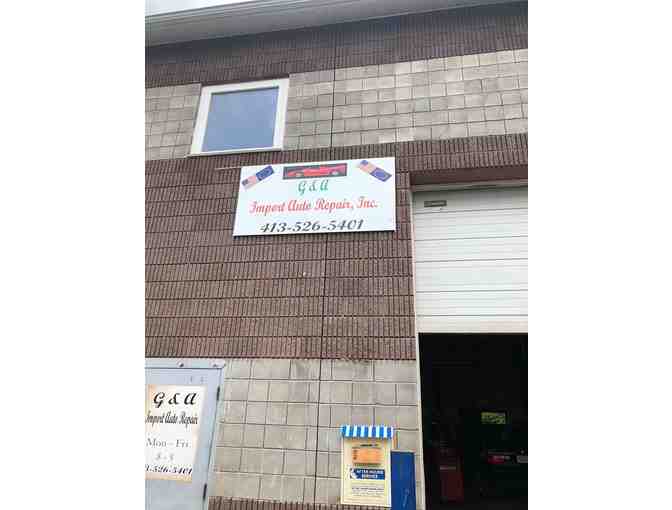 G & A
Import Auto Repair, Inc.
413-526-5401
G & A
Import Auto Repair
Mon - Fri
8 - 5
3-526-5401
AFTER HOURS
SERVICE